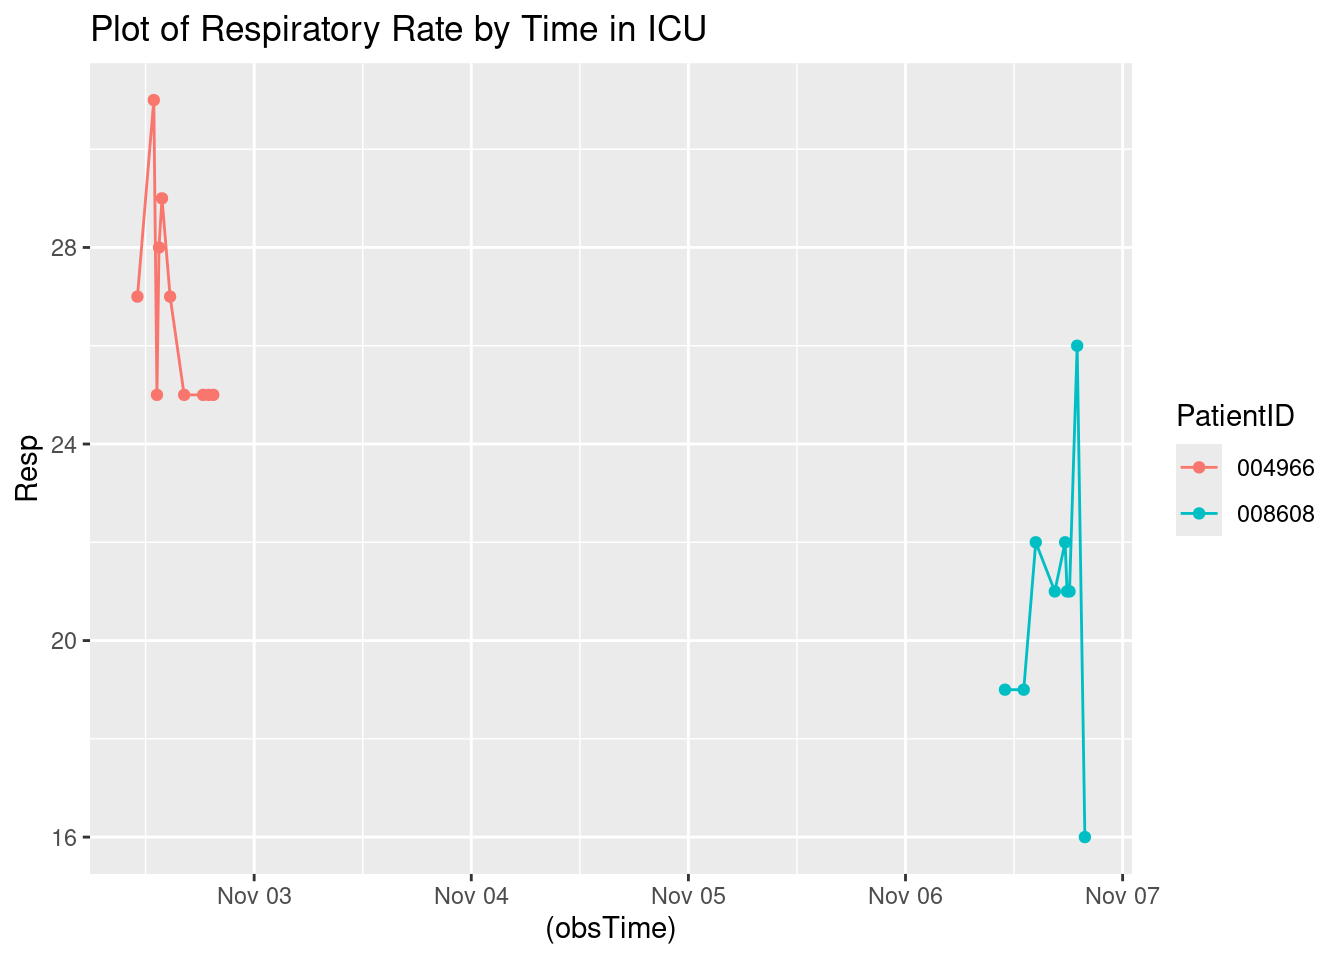 Plot of Respiratory Rate by Time in ICU
28
24
20
16
Resp
Nov 03 Nov 04 Nov 05 Nov 06 Nov 07
(obsTime)
PatientID
004966
008608